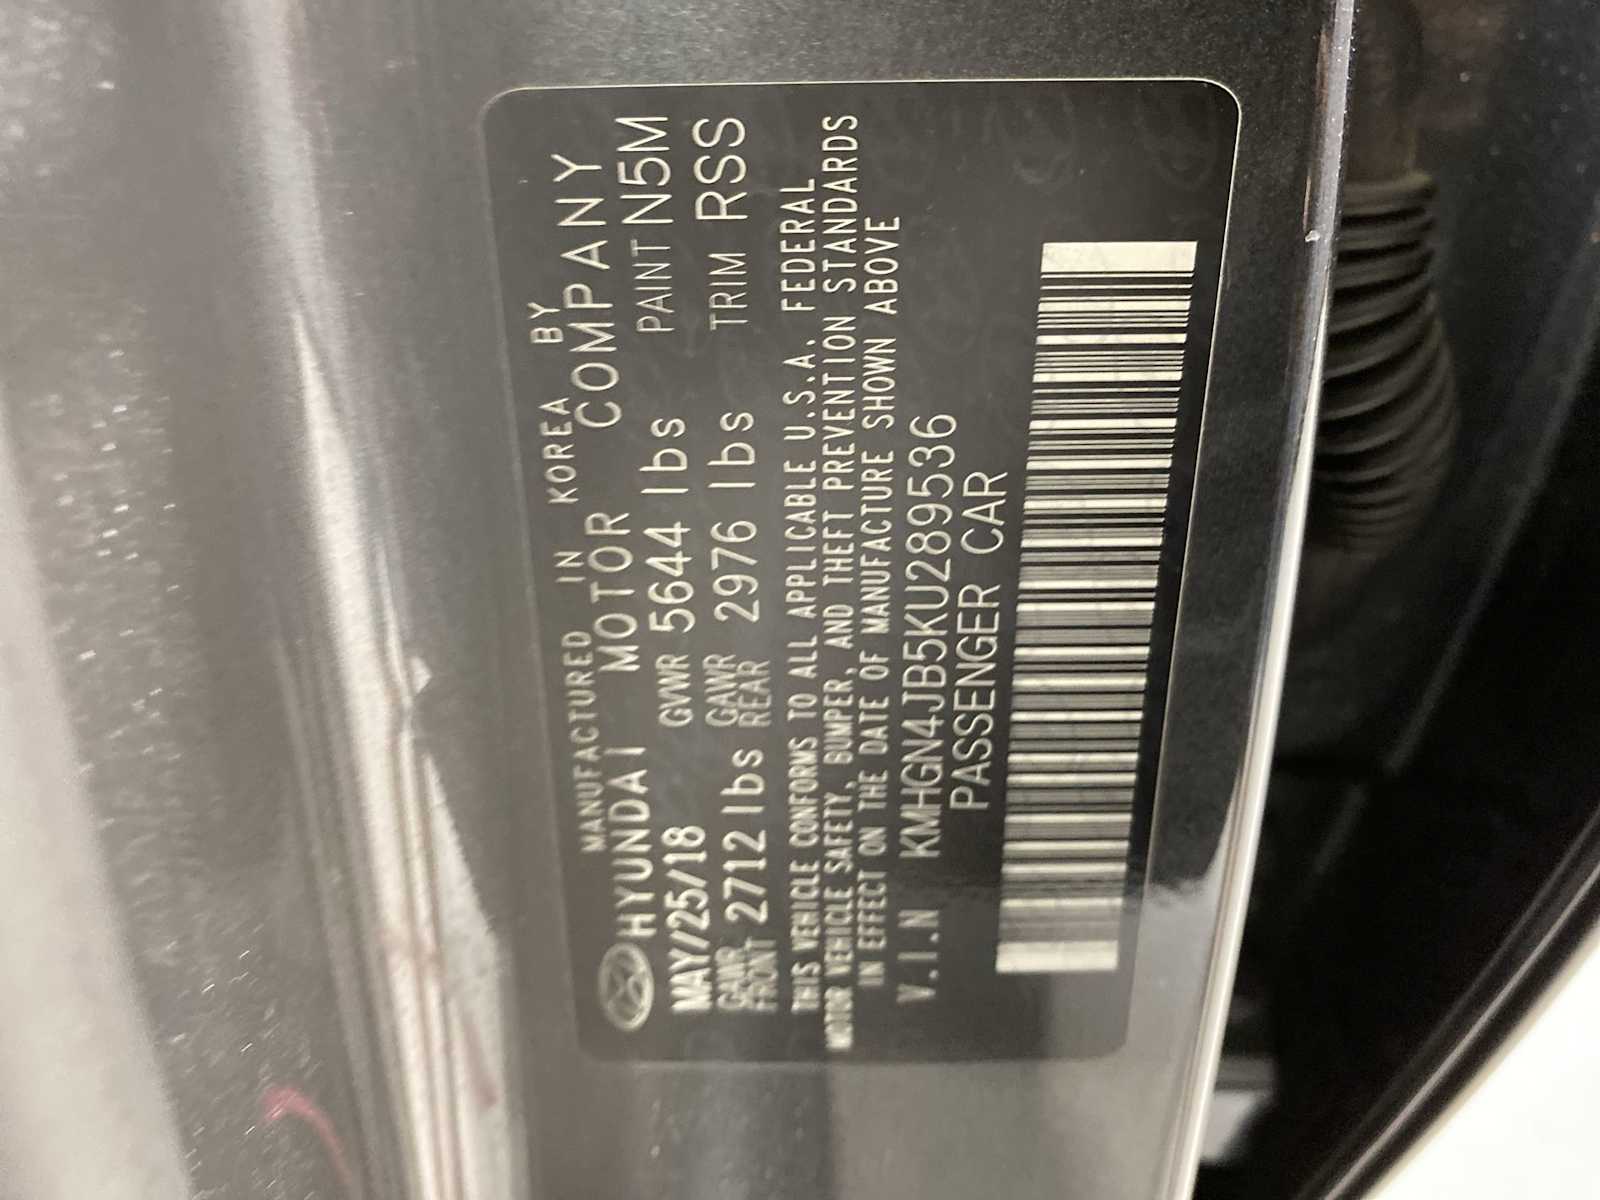 MANUFACTURED IN KOREA BY
HYUNDAI MOTOR COMPANY
MAY/25/18 GVWR 5644 lbs PAINT N5M
GAWR FRONT 2712 lbs GAWR REAR 2976 lbs TRIM RSS
THIS VEHICLE CONFORMS TO ALL APPLICABLE U.S.A. FEDERAL
MOTOR VEHICLE SAFETY, BUMPER, AND THEFT PREVENTION STANDARDS
IN EFFECT ON THE DATE OF MANUFACTURE SHOWN ABOVE
V.I.N KMHGN4JB5KU289536
PASSENGER CAR